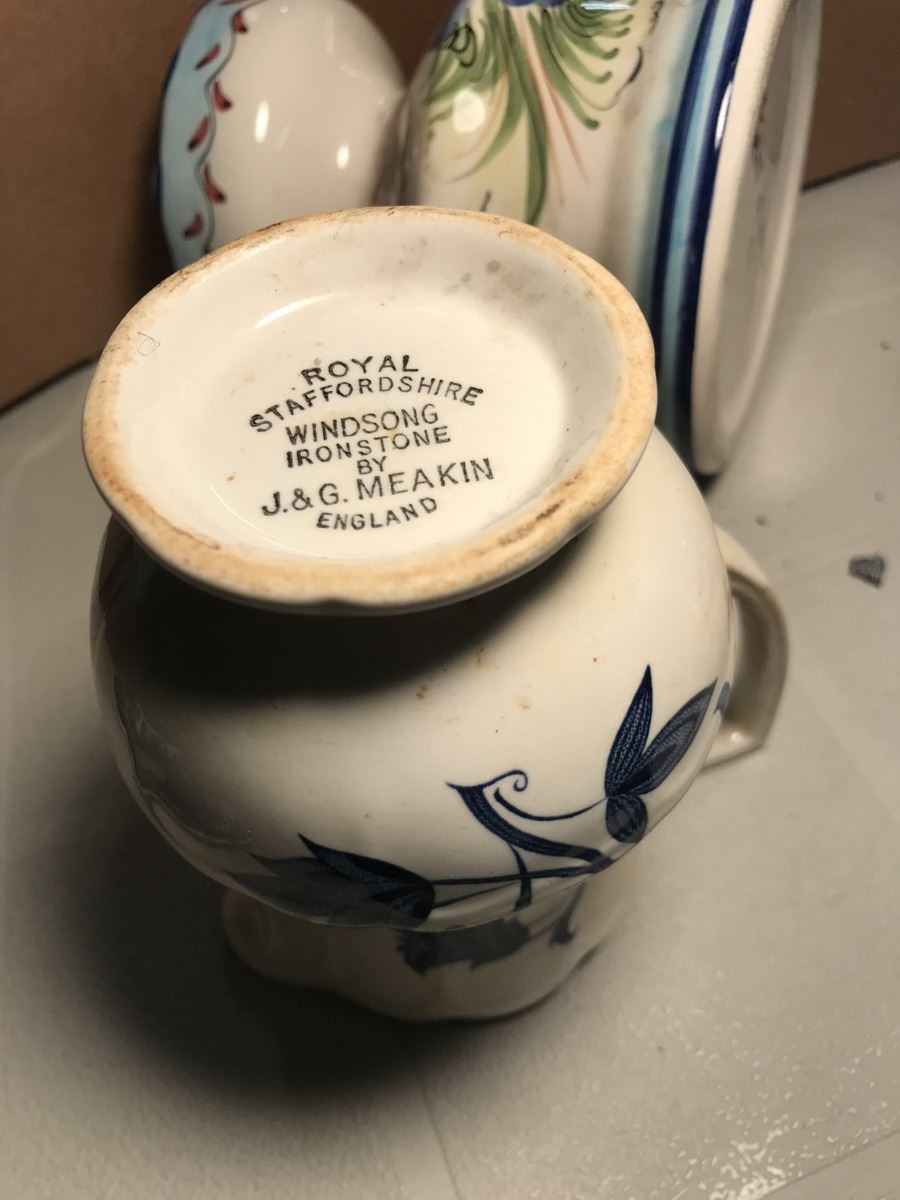 ROYAL
STAFFORDSHIRE
WINDSONG
IRONSTONE
BY
J.&G. MEAKIN
ENGLAND